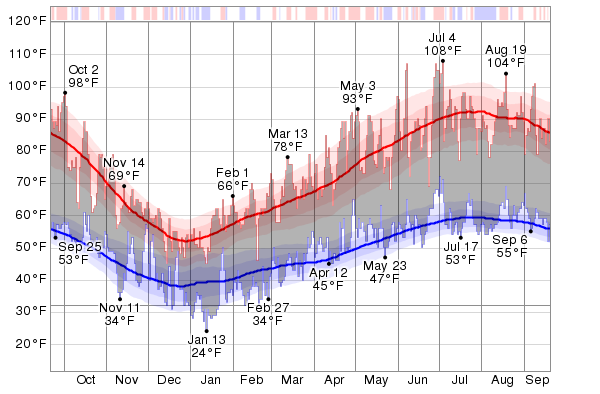 120°F
110°F
100°F
90°F
80°F
70°F
60°F
50°F
40°F
30°F
20°F
Oct 2
98°F
Nov 14
69°F
Feb 1
66°F
Mar 13
78°F
May 3
93°F
Jul 4
108°F
Aug 19
104°F
Sep 25
53°F
Nov 11
34°F
Jan 13
24°F
Feb 27
34°F
Apr 12
45°F
May 23
47°F
Jul 17
53°F
Sep 6
55°F
Oct Nov Dec Jan Feb Mar Apr May Jun Jul Aug Sep